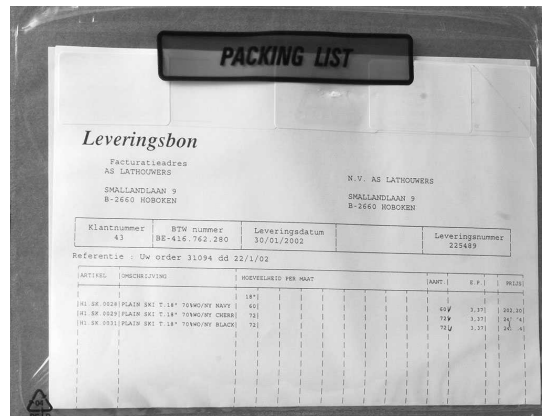 PACKING LIST
Leveringsbon
Facturatieadres
AS LATHOUWERS
SMALLANDLAAN 9
B-2660 HOBOKEN
N.V. AS LATHOUWERS
SMALLANDLAAN 9
B-2660 HOBOKEN
Klantnummer BTW nummer Leveringsdatum Leveringsnummer
43 BE-416.762.280 30/01/2002 225489
Referentie : Uw order 31094 dd 22/1/02
ARTIKEL OMSCHRIJVING HOEVEELHEID PER MAAT AANT. E.P. PRIJS
18"
H1.SK.0028 PLAIN SKI T.18" 70%WO/NY NAVY 60 60 3,37 202,20
H1.SK.0029 PLAIN SKI T.18" 70%WO/NY CHERR 72 72 3,37
H1.SK.0031 PLAIN SKI T.18" 70%WO/NY BLACK 72 72 3,37